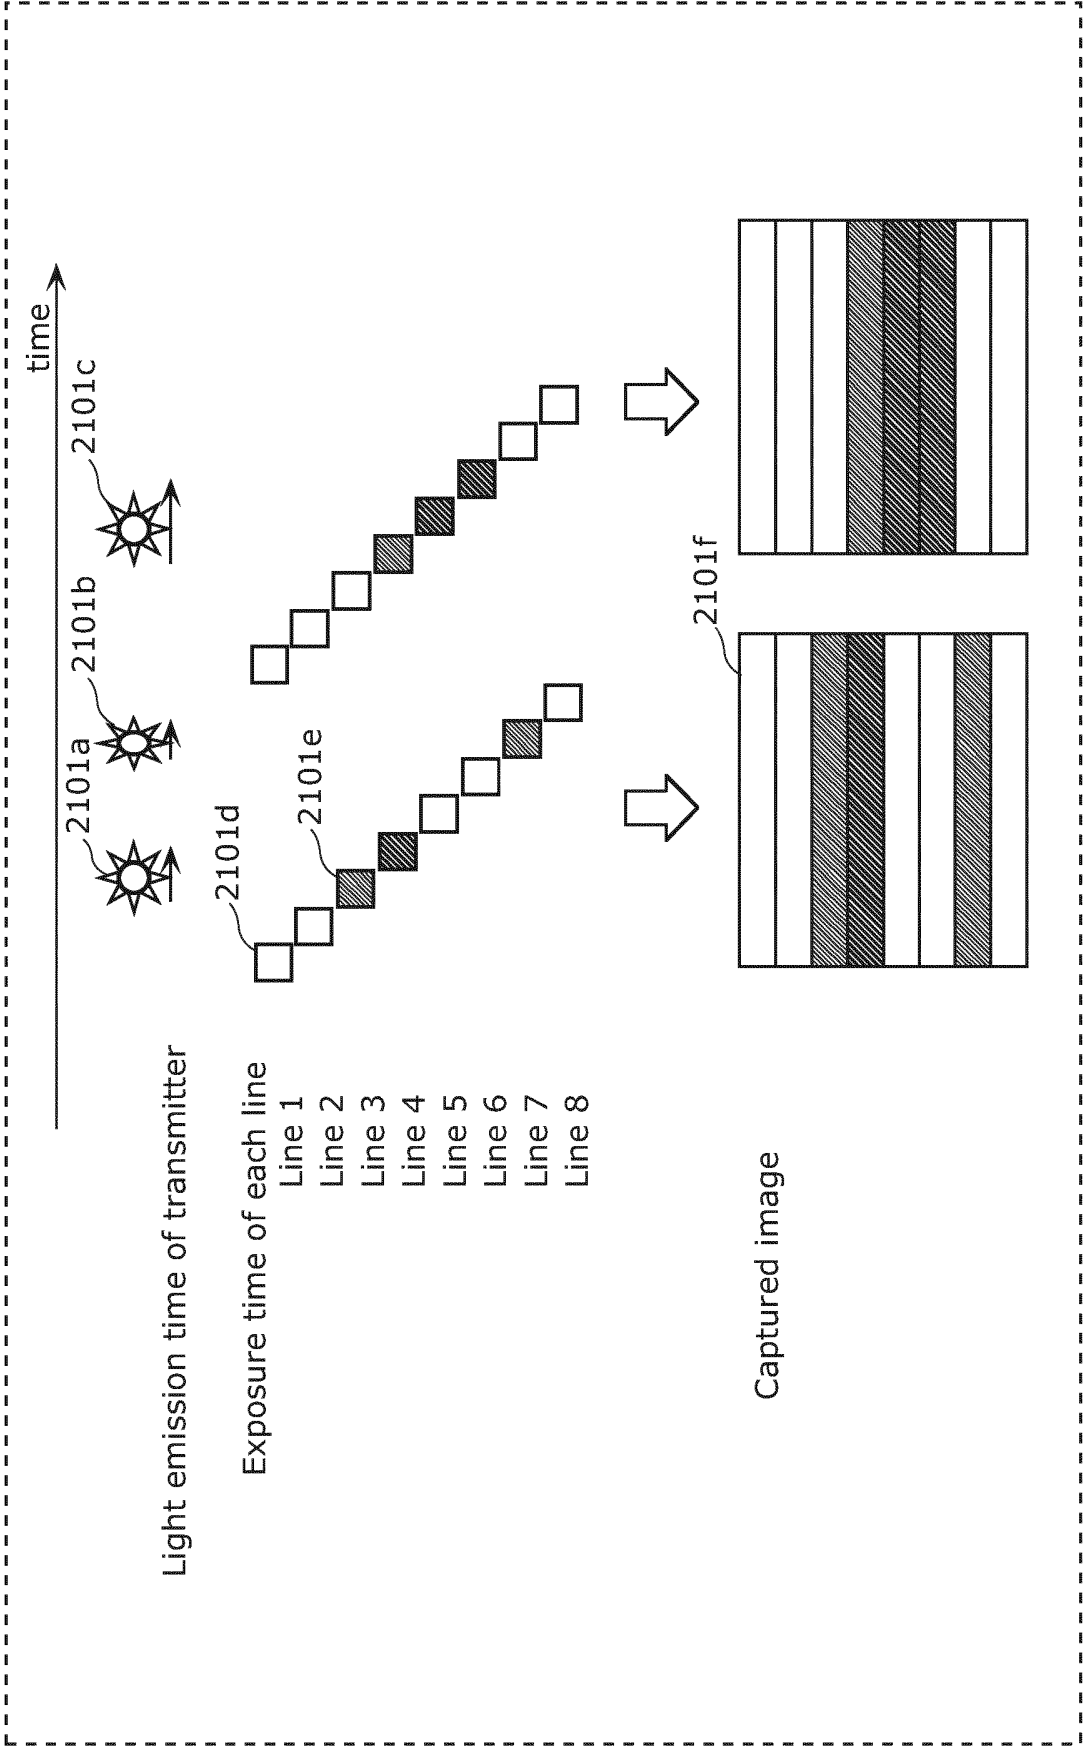 time
2101a
2101b
2101c
Light emission time of transmitter
2101d
2101e
Exposure time of each line
Line 1
Line 2
Line 3
Line 4
Line 5
Line 6
Line 7
Line 8
2101f
Captured image